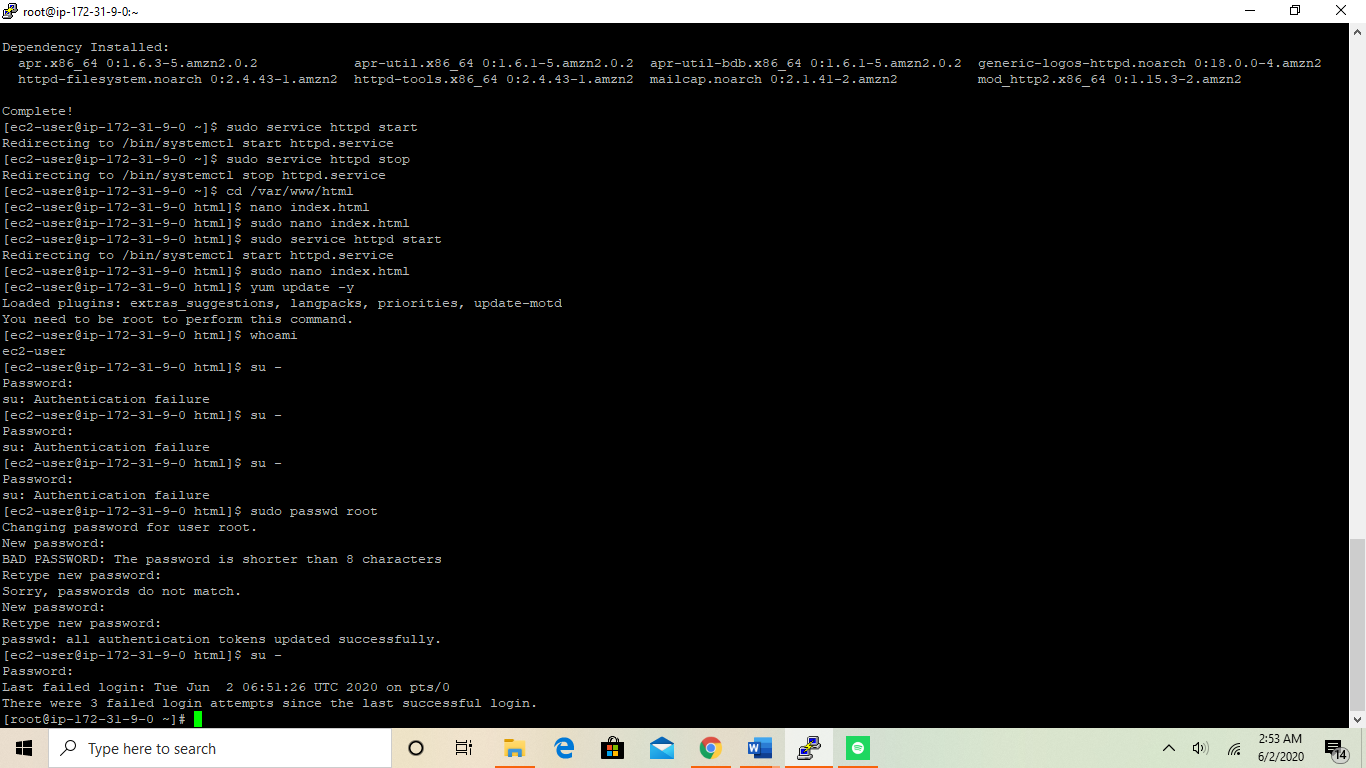 root@ip-172-31-9-0:~
Dependency Installed:
apr.x86_64 0:1.6.3-5.amzn2.0.2 apr-util.x86_64 0:1.6.1-5.amzn2.0.2 apr-util-bdb.x86_64 0:1.6.1-5.amzn2.0.2 generic-logos-httpd.noarch 0:18.0.0-4.amzn2
httpd-filesystem.noarch 0:2.4.43-1.amzn2 httpd-tools.x86_64 0:2.4.43-1.amzn2 mailcap.noarch 0:2.1.41-2.amzn2 mod_http2.x86_64 0:1.15.3-2.amzn2
Complete!
[ec2-user@ip-172-31-9-0 ~]$ sudo service httpd start
Redirecting to /bin/systemctl start httpd.service
[ec2-user@ip-172-31-9-0 ~]$ sudo service httpd stop
Redirecting to /bin/systemctl stop httpd.service
[ec2-user@ip-172-31-9-0 ~]$ cd /var/www/html
[ec2-user@ip-172-31-9-0 html]$ nano index.html
[ec2-user@ip-172-31-9-0 html]$ sudo nano index.html
[ec2-user@ip-172-31-9-0 html]$ sudo service httpd start
Redirecting to /bin/systemctl start httpd.service
[ec2-user@ip-172-31-9-0 html]$ sudo nano index.html
[ec2-user@ip-172-31-9-0 html]$ yum update -y
Loaded plugins: extras_suggestions, langpacks, priorities, update-motd
You need to be root to perform this command.
[ec2-user@ip-172-31-9-0 html]$ whoami
ec2-user
[ec2-user@ip-172-31-9-0 html]$ su -
Password:
su: Authentication failure
[ec2-user@ip-172-31-9-0 html]$ su -
Password:
su: Authentication failure
[ec2-user@ip-172-31-9-0 html]$ su -
Password:
su: Authentication failure
[ec2-user@ip-172-31-9-0 html]$ sudo passwd root
Changing password for user root.
New password:
BAD PASSWORD: The password is shorter than 8 characters
Retype new password:
Sorry, passwords do not match.
New password:
Retype new password:
passwd: all authentication tokens updated successfully.
[ec2-user@ip-172-31-9-0 html]$ su -
Password:
Last failed login: Tue Jun  2 06:51:26 UTC 2020 on pts/0
There were 3 failed login attempts since the last successful login.
[root@ip-172-31-9-0 ~]#
Type here to search
2:53 AM
6/2/2020
14